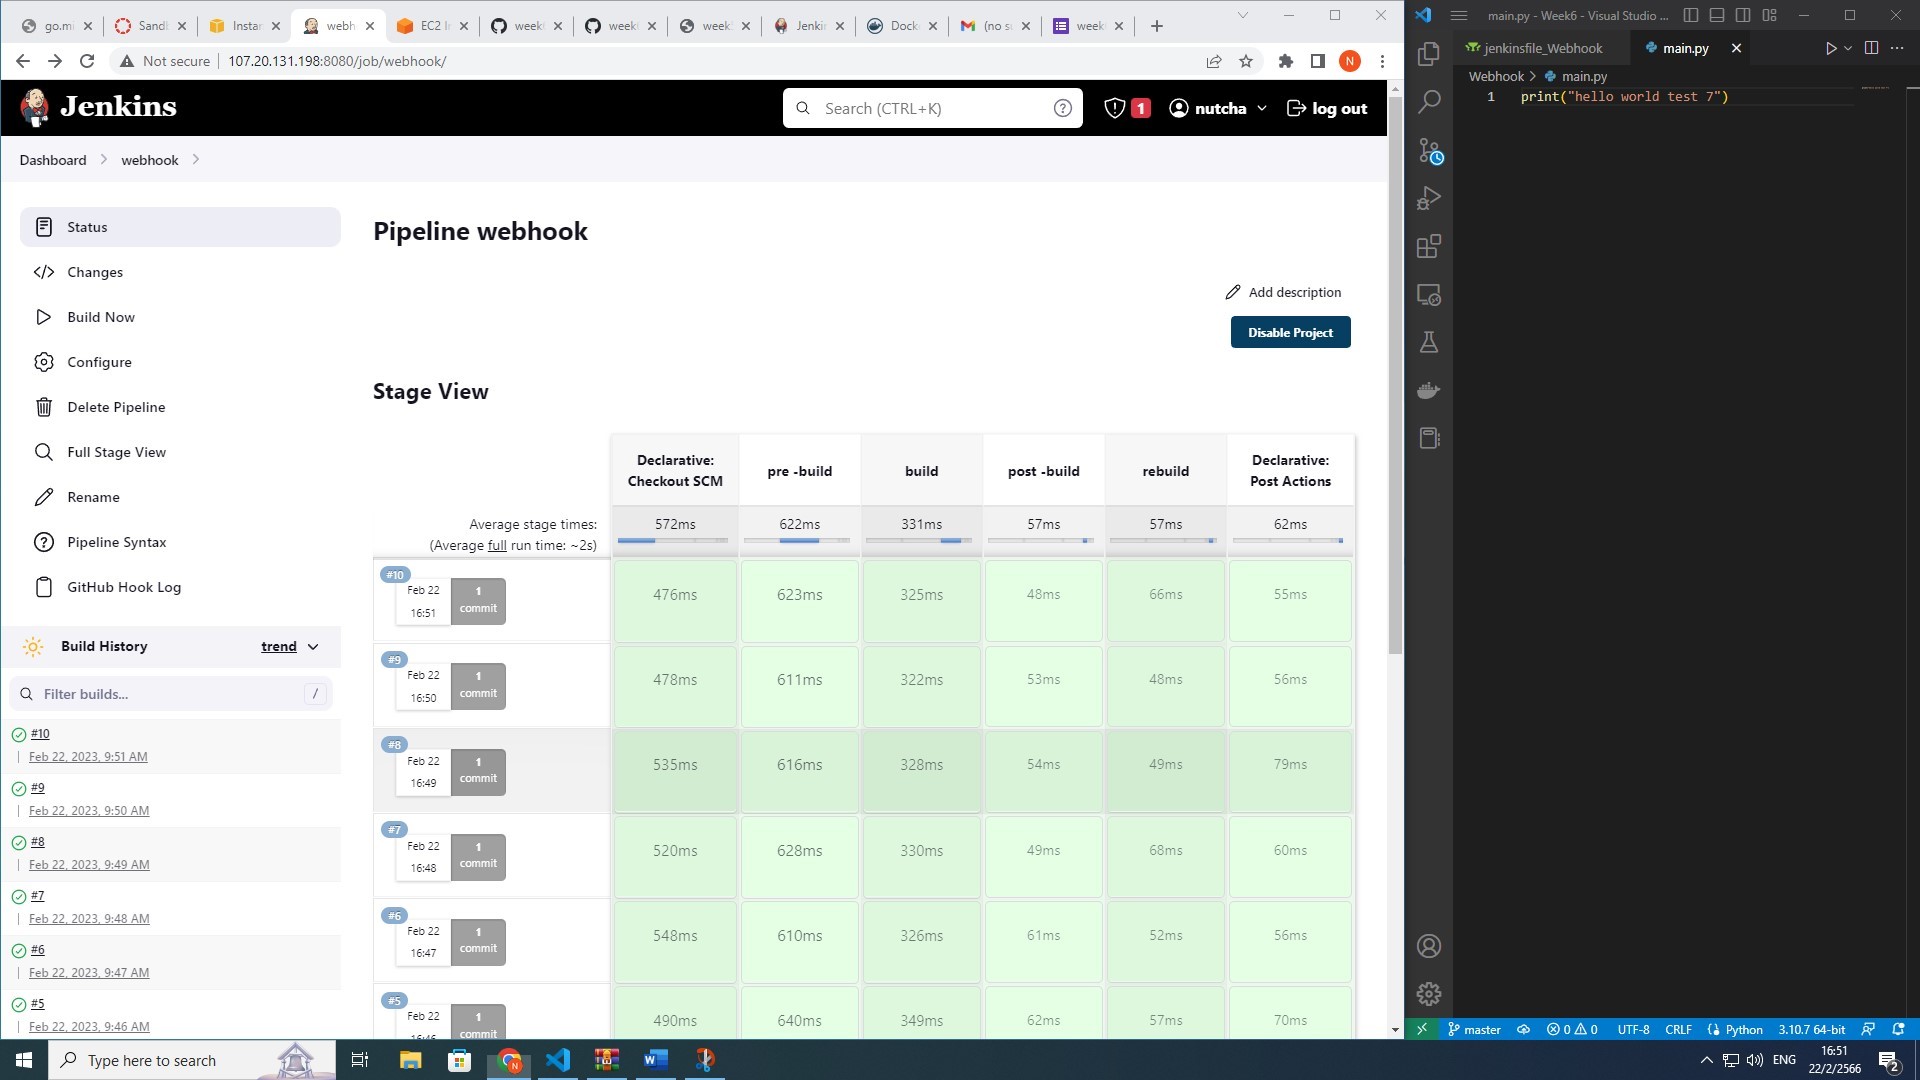 go.mi
Sandl
Instar
webh
EC2 Ir
week
week
week
Jenkin
Dock
(no su
week
Not secure
107.20.131.198:8080/job/webhook/
N
Jenkins
Search (CTRL+K)
1
nutcha
log out
Dashboard
webhook
Status
Changes
Build Now
Configure
Delete Pipeline
Full Stage View
Rename
Pipeline Syntax
GitHub Hook Log
Build History
trend
Filter builds...
/
#10
Feb 22, 2023, 9:51 AM
#9
Feb 22, 2023, 9:50 AM
#8
Feb 22, 2023, 9:49 AM
#7
Feb 22, 2023, 9:48 AM
#6
Feb 22, 2023, 9:47 AM
#5
Feb 22, 2023, 9:46 AM
Pipeline webhook
Add description
Disable Project
Stage View
Declarative: Checkout SCM
pre -build
build
post -build
rebuild
Declarative: Post Actions
Average stage times:
(Average full run time: ~2s)
572ms 622ms 331ms 57ms 57ms 62ms
#10
Feb 22
16:51
1 commit
476ms 623ms 325ms 48ms 66ms 55ms
#9
Feb 22
16:50
1 commit
478ms 611ms 322ms 53ms 48ms 56ms
#8
Feb 22
16:49
1 commit
535ms 616ms 328ms 54ms 49ms 79ms
#7
Feb 22
16:48
1 commit
520ms 628ms 330ms 49ms 68ms 60ms
#6
Feb 22
16:47
1 commit
548ms 610ms 326ms 61ms 52ms 56ms
#5
Feb 22
16:46
1 commit
490ms 640ms 349ms 62ms 57ms 70ms
main.py - Week6 - Visual Studio ...
jenkinsfile_Webhook
main.py
Webhook > main.py
1 print("hello world test 7")
master
0 0
UTF-8
CRLF
Python
3.10.7 64-bit
Type here to search
ENG
16:51
22/2/2566
2